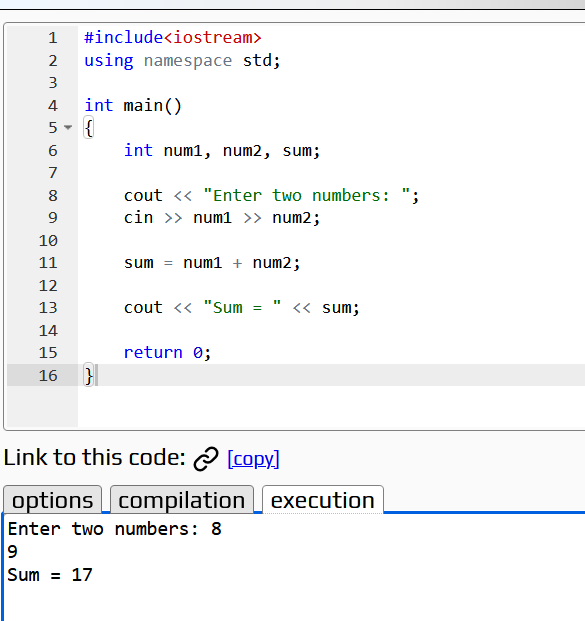 1 #include<iostream>
2 using namespace std;
3
4 int main()
5 {
6     int num1, num2, sum;
7
8     cout << "Enter two numbers: ";
9     cin >> num1 >> num2;
10
11     sum = num1 + num2;
12
13     cout << "Sum = " << sum;
14
15     return 0;
16 }
Link to this code: [copy]
options compilation execution
Enter two numbers: 8
9
Sum = 17